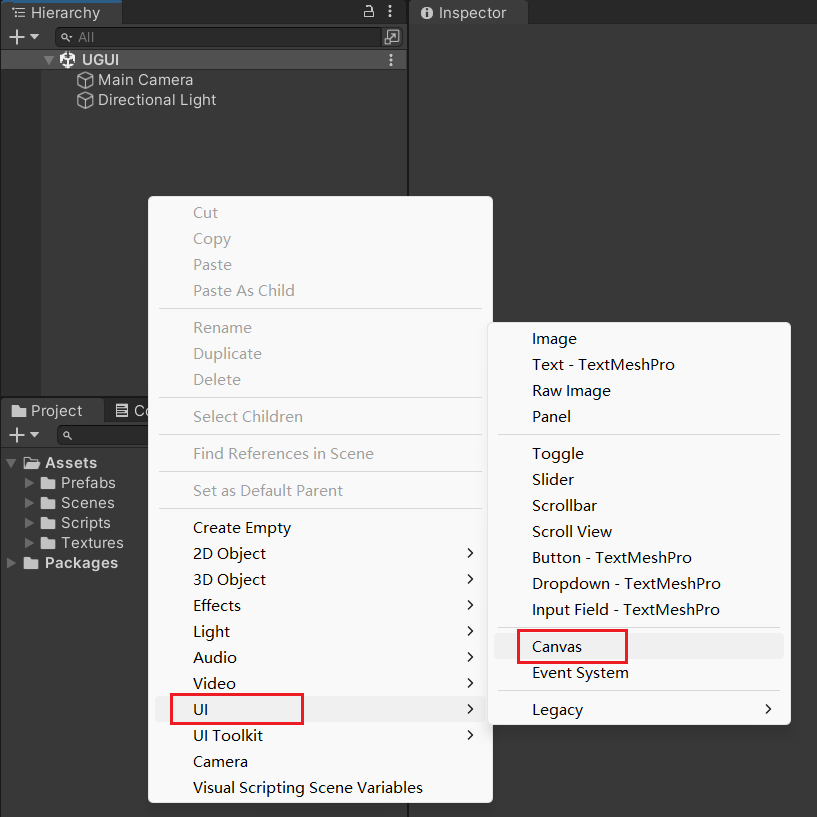 Hierarchy
All
UGUI
Main Camera
Directional Light
Inspector
Cut
Copy
Paste
Paste As Child
Rename
Duplicate
Delete
Select Children
Find References in Scene
Set as Default Parent
Create Empty
2D Object
3D Object
Effects
Light
Audio
Video
UI
UI Toolkit
Camera
Visual Scripting Scene Variables
Image
Text - TextMeshPro
Raw Image
Panel
Toggle
Slider
Scrollbar
Scroll View
Button - TextMeshPro
Dropdown - TextMeshPro
Input Field - TextMeshPro
Canvas
Event System
Legacy
Project
Assets
Prefabs
Scenes
Scripts
Textures
Packages